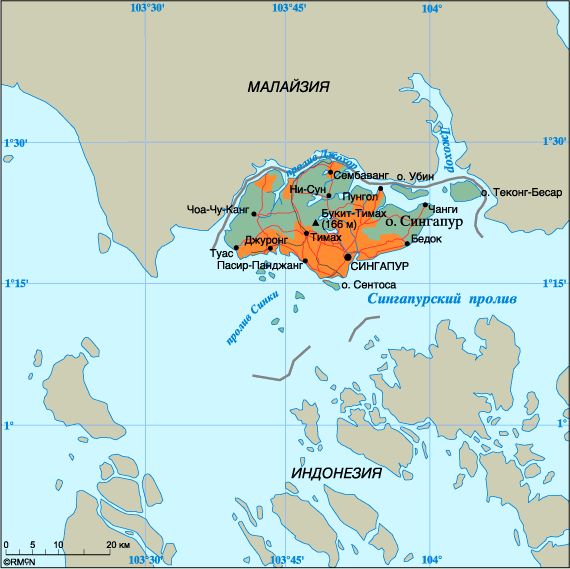 103°30' 103°45' 104°
МАЛАЙЗИЯ
1°30' 1°30'
пролив Джохор
Джохор
Сембаванг
о. Убин
о. Теконг-Бесар
Ни-Сун
Пунгол
Чоа-Чу-Канг
Букит-Тимах
(166 м)
Чанги
о. Сингапур
Джуронг
Тимах
Бедок
Туас
Пасир-Панджанг
СИНГАПУР
1°15' 1°15'
о. Сентоса
Сингапурский пролив
пролив Синки
1° 1°
ИНДОНЕЗИЯ
0 5 10 20 км
©RMCN
103°30' 103°45' 104°